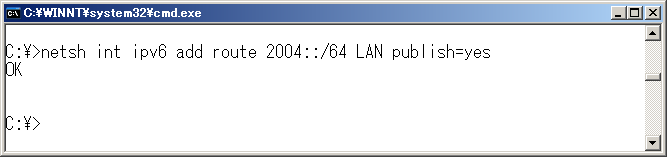 C:¥WINNT¥system32¥cmd.exe
C:¥>netsh int ipv6 add route 2004::/64 LAN publish=yes
OK
C:¥>